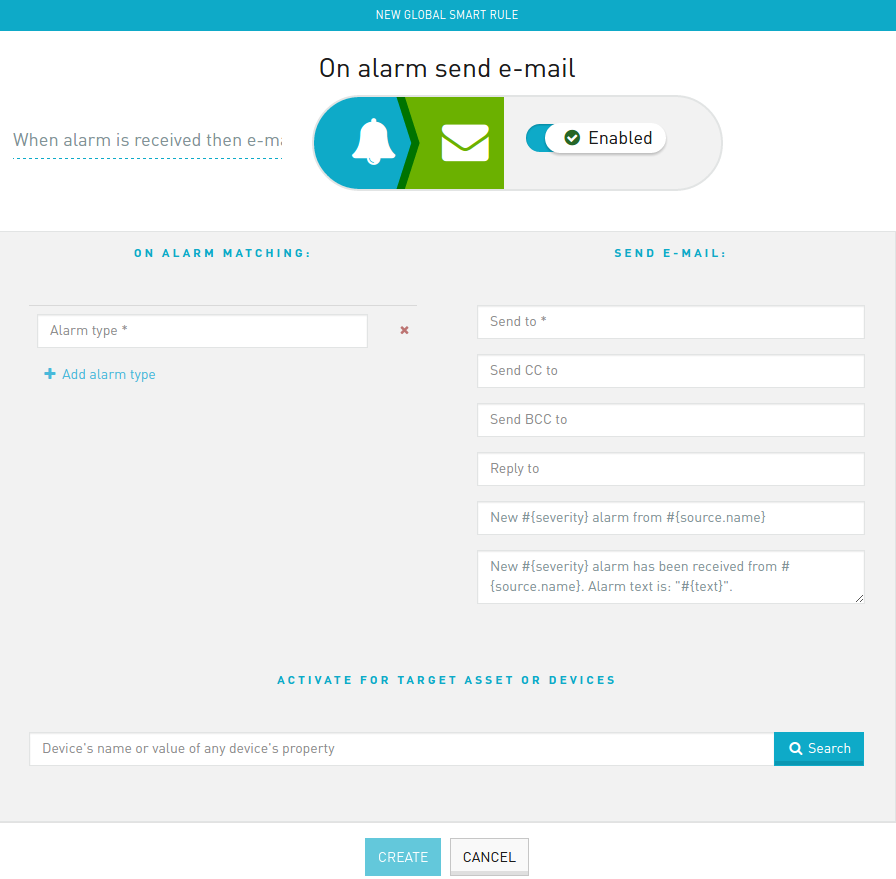 NEW GLOBAL SMART RULE
On alarm send e-mail
When alarm is received then e-ma
Enabled
ON ALARM MATCHING:
SEND E-MAIL:
Alarm type *
Add alarm type
Send to *
Send CC to
Send BCC to
Reply to
New #{severity} alarm from #{source.name}
New #{severity} alarm has been received from #
{source.name}. Alarm text is: "#{text}".
ACTIVATE FOR TARGET ASSET OR DEVICES
Device's name or value of any device's property
Search
CREATE
CANCEL